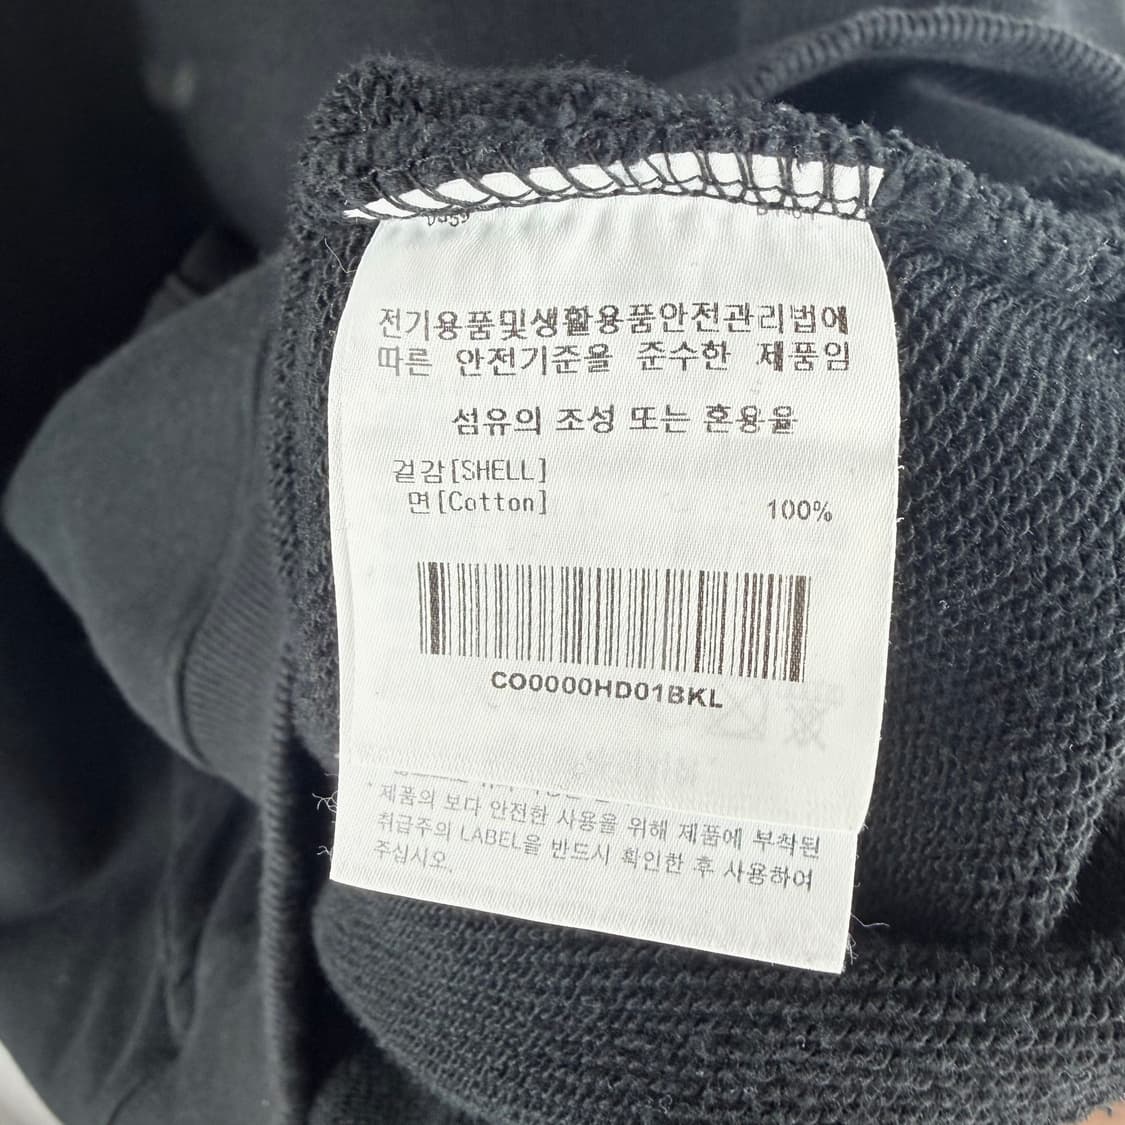 전기용품및생활용품안전관리법에
따른 안전기준을 준수한 제품임
섬유의 조성 또는 혼용율
겉감[SHELL]
면[Cotton] 100%
CO0000HD01BKL
제품의 보다 안전한 사용을 위해 제품에 부착된
취급주의 LABEL을 반드시 확인한 후 사용하여
주십시오.